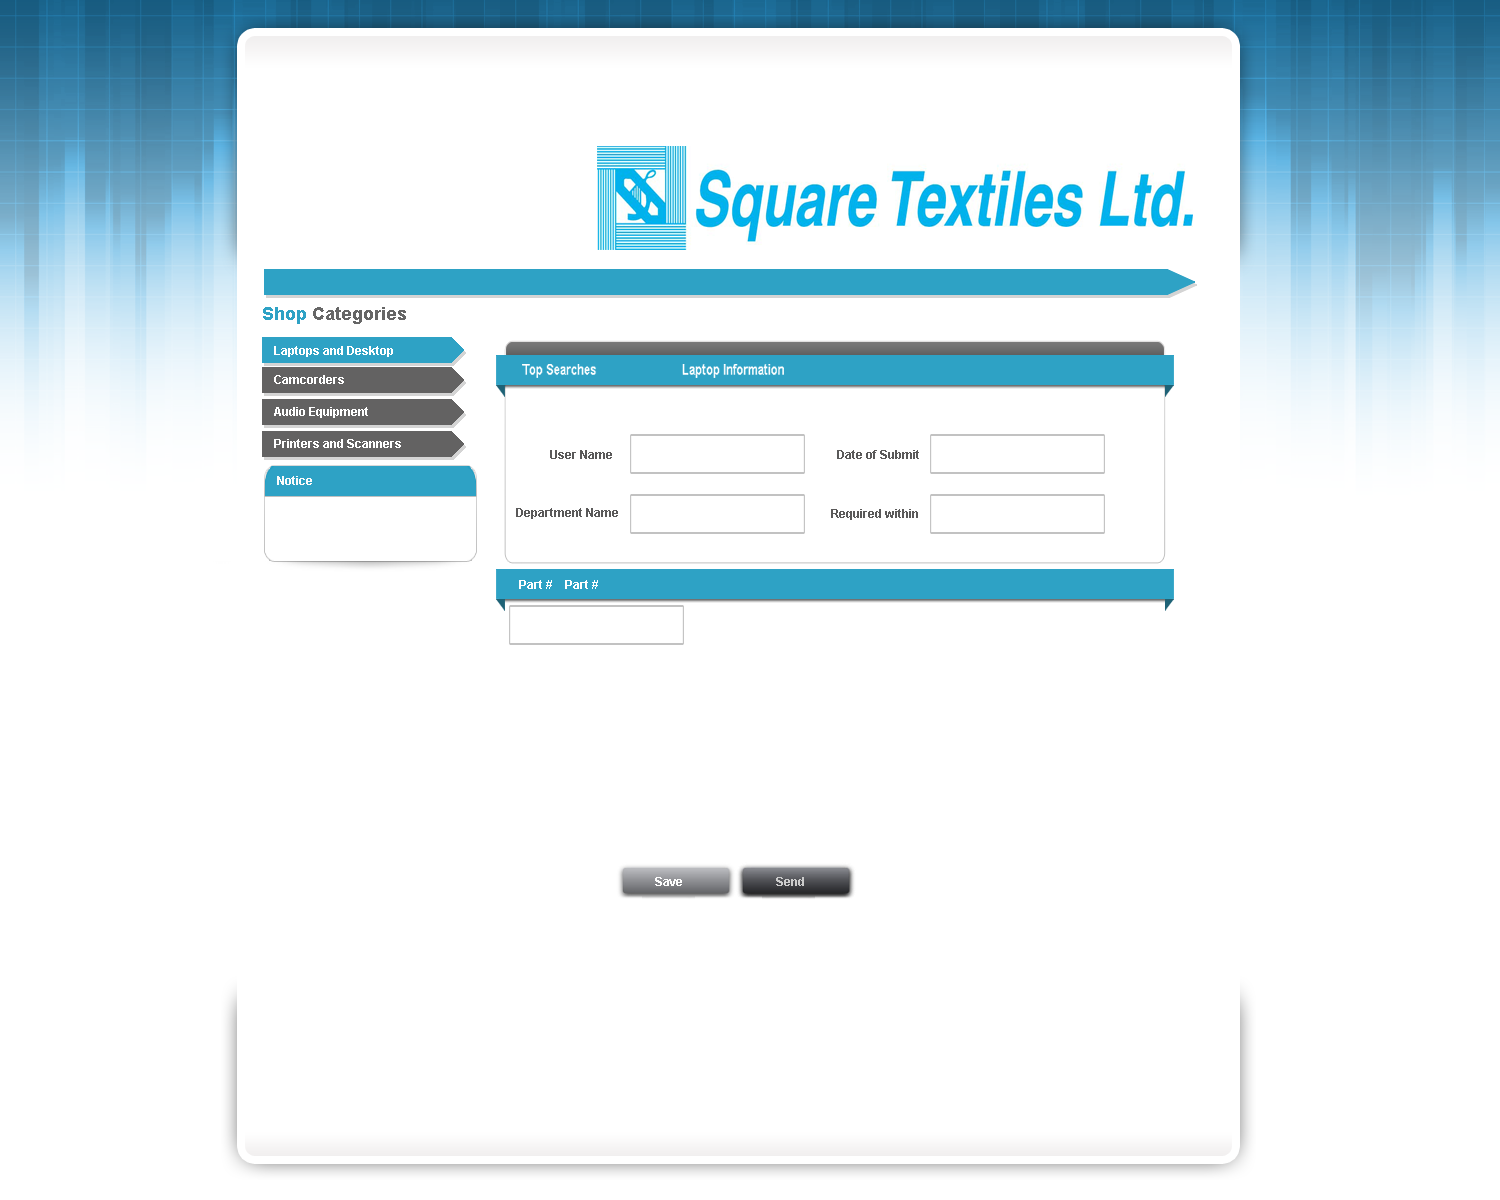 Square Textiles Ltd.
Shop Categories
Laptops and Desktop
Camcorders
Audio Equipment
Printers and Scanners
Notice
Top Searches Laptop Information
User Name Date of Submit
Department Name Required within
Part # Part #
Save Send